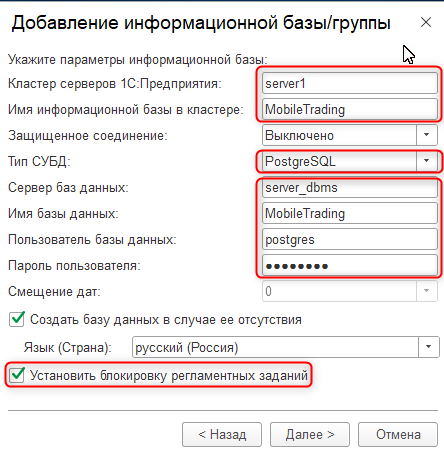 Добавление информационной базы/группы
Укажите параметры информационной базы:
Кластер серверов 1С:Предприятия: server1
Имя информационной базы в кластере: MobileTrading
Защищенное соединение: Выключено
Тип СУБД: PostgreSQL
Сервер баз данных: server_dbms
Имя базы данных: MobileTrading
Пользователь базы данных: postgres
Пароль пользователя: ●●●●●●●●
Смещение дат: 0
Создать базу данных в случае ее отсутствия
Язык (Страна): русский (Россия)
Установить блокировку регламентных заданий
< Назад Далее > Отмена